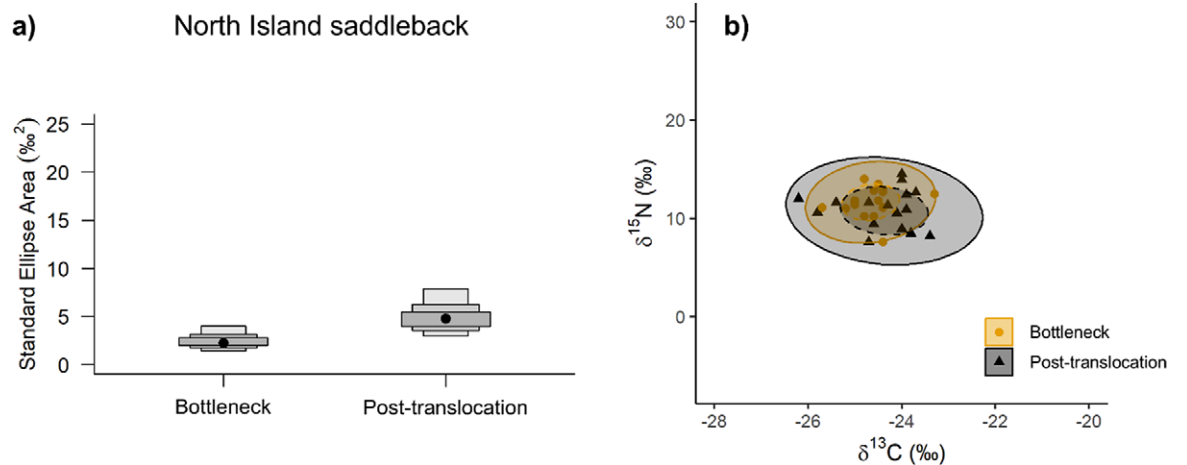 a)
North Island saddleback
Standard Ellipse Area (‰²)
25
20
15
10
5
0
Bottleneck
Post-translocation
b)
δ¹⁵N (‰)
30
20
10
0
-28
-26
-24
-22
-20
δ¹³C (‰)
Bottleneck
Post-translocation